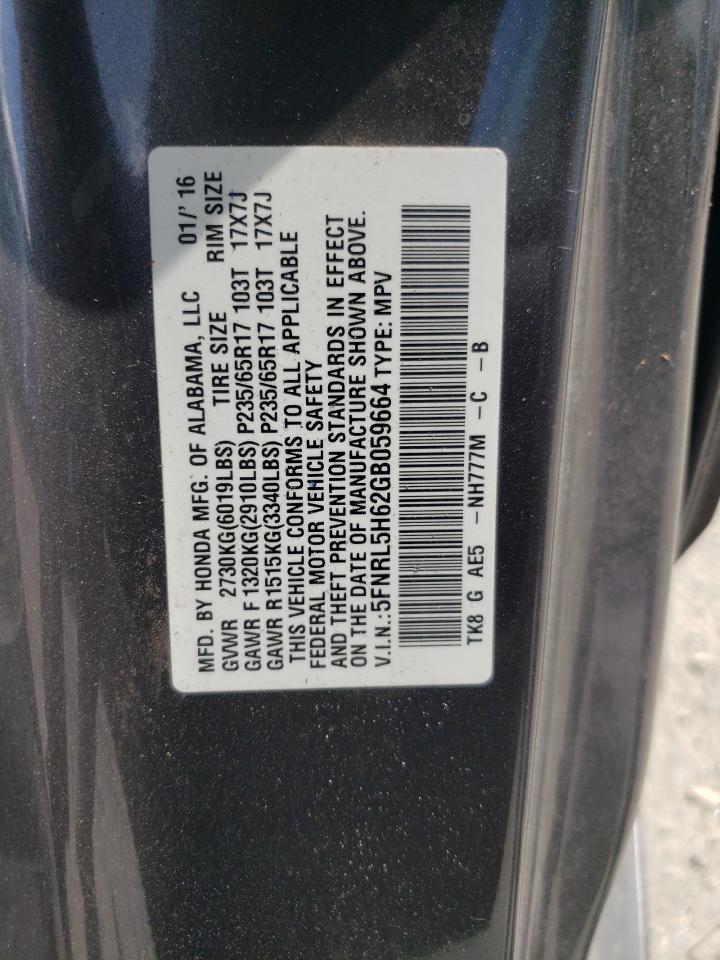 MFD. BY HONDA MFG. OF ALABAMA, LLC 01/' 16
GVWR 2730KG(6019LBS) TIRE SIZE RIM SIZE
GAWR F 1320KG(2910LBS) P235/65R17 103T 17X7J
GAWR R 1515KG(3340LBS) P235/65R17 103T 17X7J
THIS VEHICLE CONFORMS TO ALL APPLICABLE
FEDERAL MOTOR VEHICLE SAFETY
AND THEFT PREVENTION STANDARDS IN EFFECT
ON THE DATE OF MANUFACTURE SHOWN ABOVE.
V.I.N.:5FNRL5H62GB059664 TYPE: MPV
TK8 G AE5 -NH777M -C -B